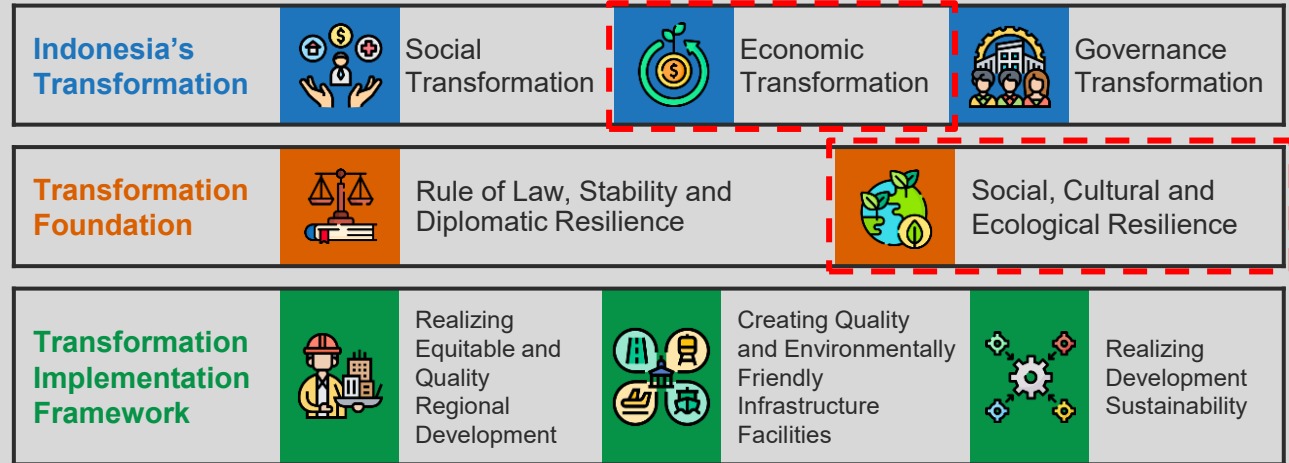 Indonesia's
Transformation
Social
Transformation
Economic
Transformation
Governance
Transformation
Transformation
Foundation
Rule of Law, Stability and
Diplomatic Resilience
Social, Cultural and
Ecological Resilience
Transformation
Implementation
Framework
Realizing
Equitable and
Quality
Regional
Development
Creating Quality
and Environmentally
Friendly
Infrastructure
Facilities
Realizing
Development
Sustainability